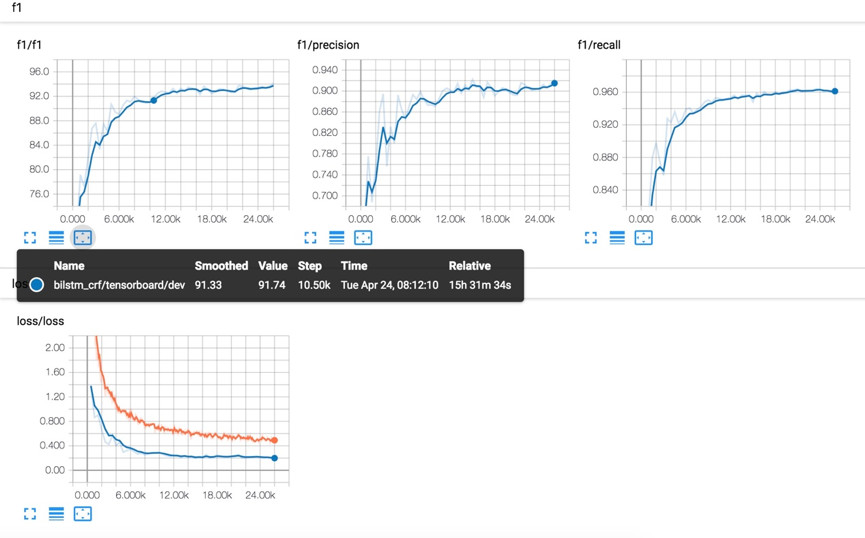 f1
f1/f1
96.0
92.0
88.0
84.0
80.0
76.0
0.000 6.000k 12.00k 18.00k 24.00k
f1/precision
0.940
0.900
0.860
0.820
0.780
0.740
0.700
0.000 6.000k 12.00k 18.00k 24.00k
f1/recall
0.960
0.920
0.880
0.840
0.000 6.000k 12.00k 18.00k 24.00k
Name Smoothed Value Step Time Relative
bilstm_crf/tensorboard/dev 91.33 91.74 10.50k Tue Apr 24, 08:12:10 15h 31m 34s
los
loss/loss
2.00
1.60
1.20
0.800
0.400
0.00
0.000 6.000k 12.00k 18.00k 24.00k